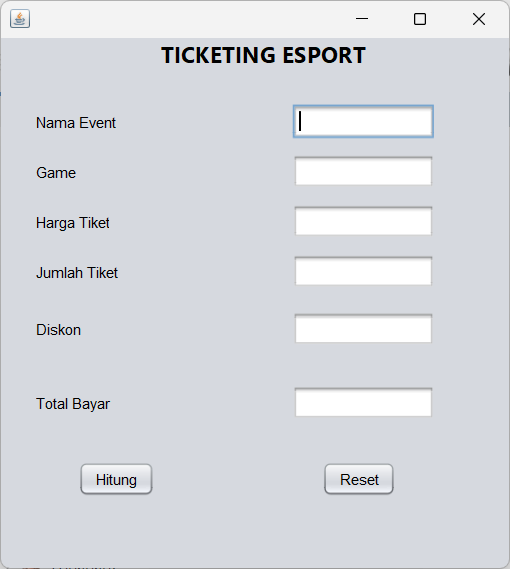 TICKETING ESPORT
Nama Event
Game
Harga Tiket
Jumlah Tiket
Diskon
Total Bayar
Hitung Reset